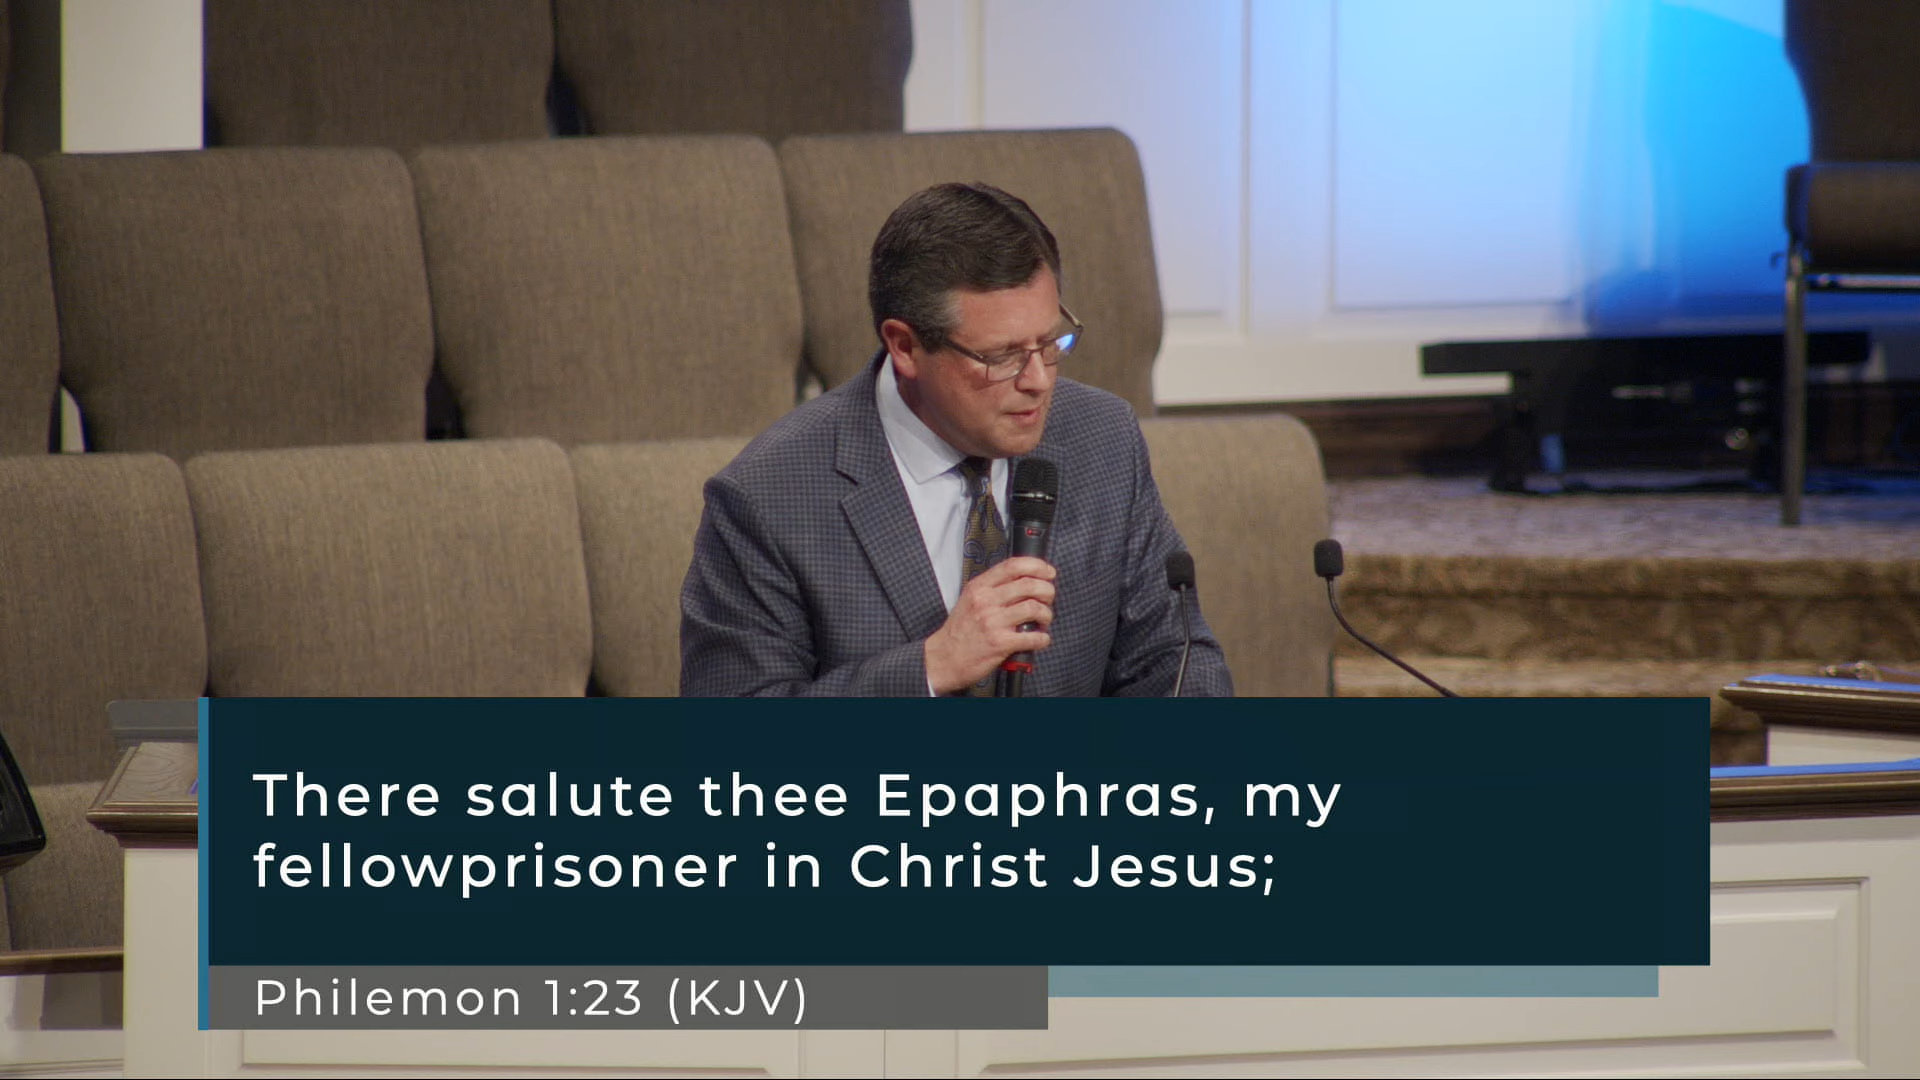 There salute thee Epaphras, my
fellowprisoner in Christ Jesus;
Philemon 1:23 (KJV)